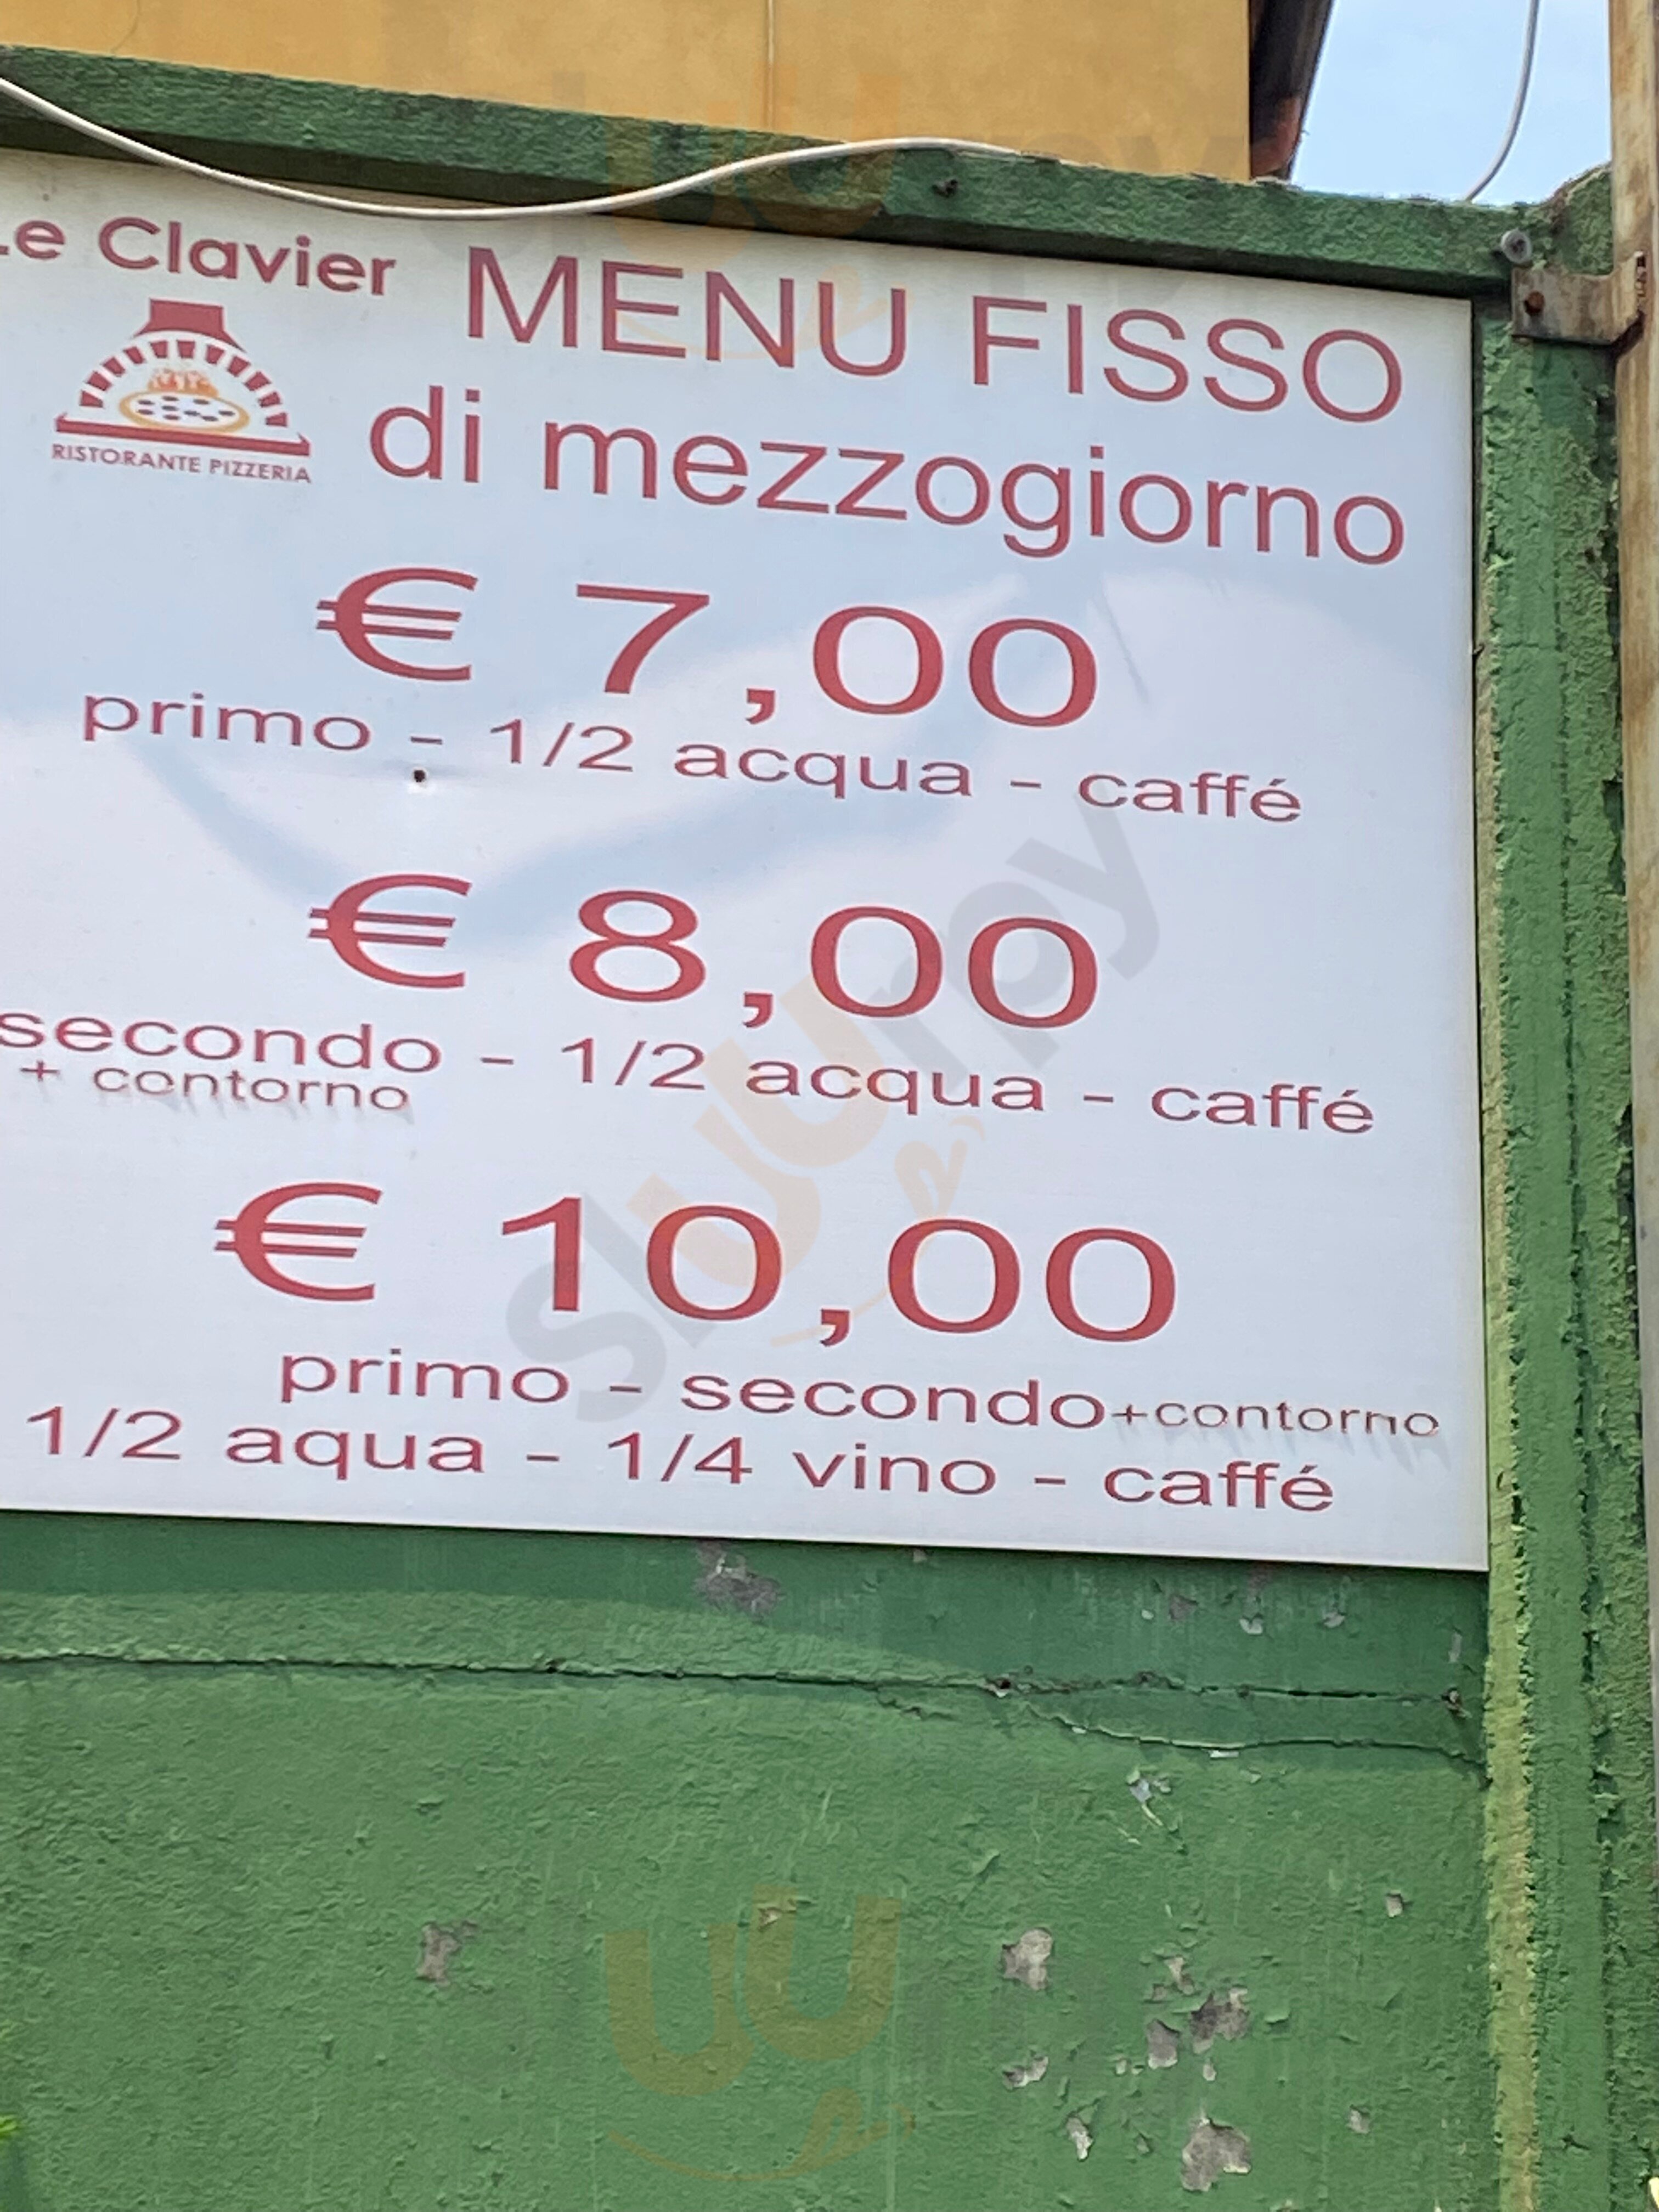 Le Clavier
MENU FISSO
RISTORANTE PIZZERIA
di mezzogiorno
€ 7,00
primo - 1/2 acqua - caffé
€ 8,00
secondo - 1/2 acqua - caffé
+ contorno
€ 10,00
primo - secondo+contorno
1/2 aqua - 1/4 vino - caffé
sluurpy